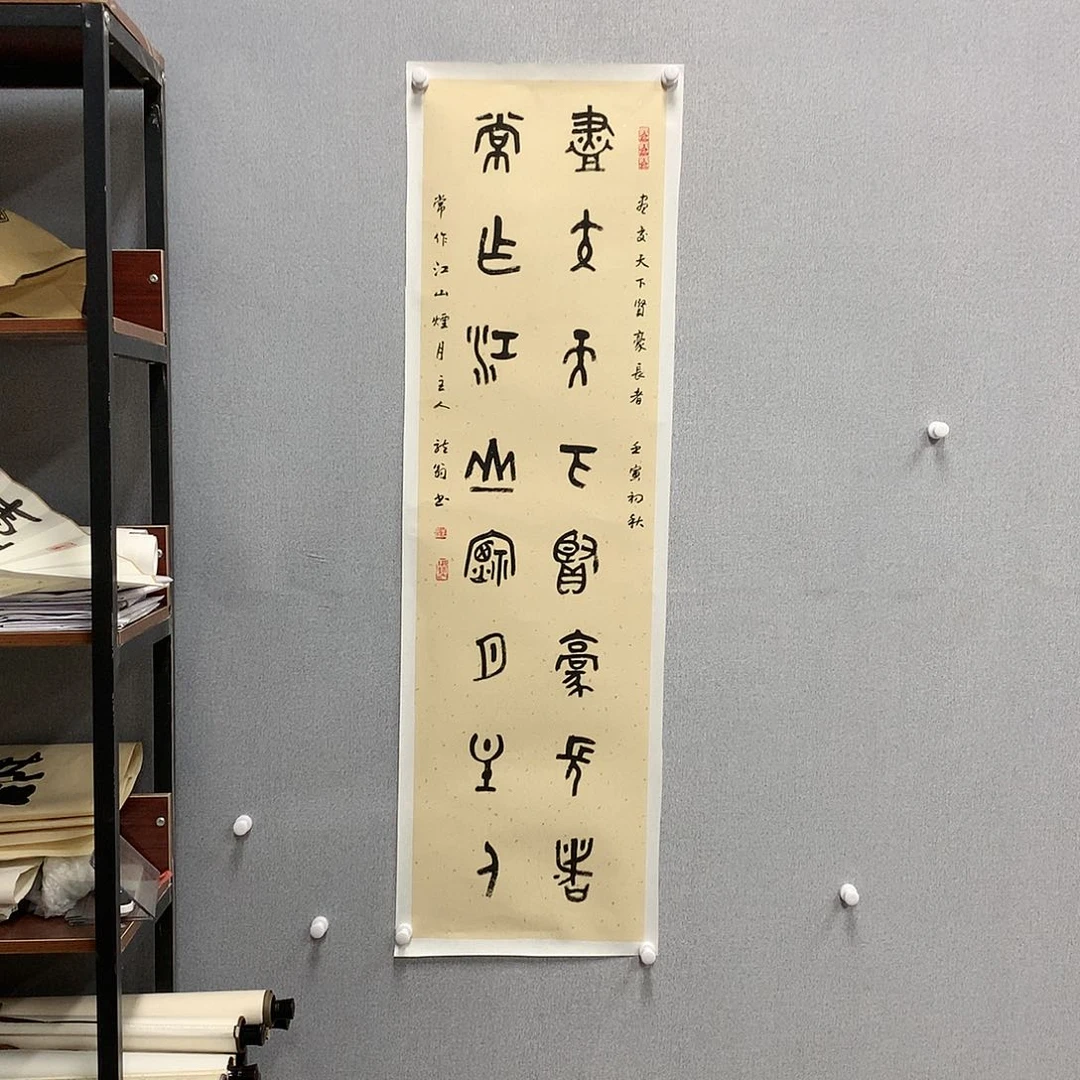 盡交天下賢豪長者
常作江山煙月主人
盡交天下賢豪長者 壬寅初秋
常作江山煙月主人 書